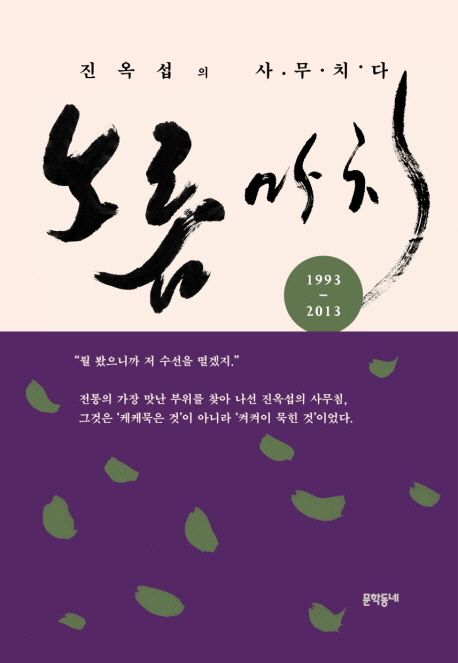 진옥섭의 사.무.치.다
노름마치
1993
–
2013
“뭘 봤으니까 저 수선을 떨겠지.”
전통의 가장 맛난 부위를 찾아 나선 진옥섭의 사무침,
그것은 ‘케케묵은 것’이 아니라 ‘켜켜이 묵힌 것’이었다.
문학동네